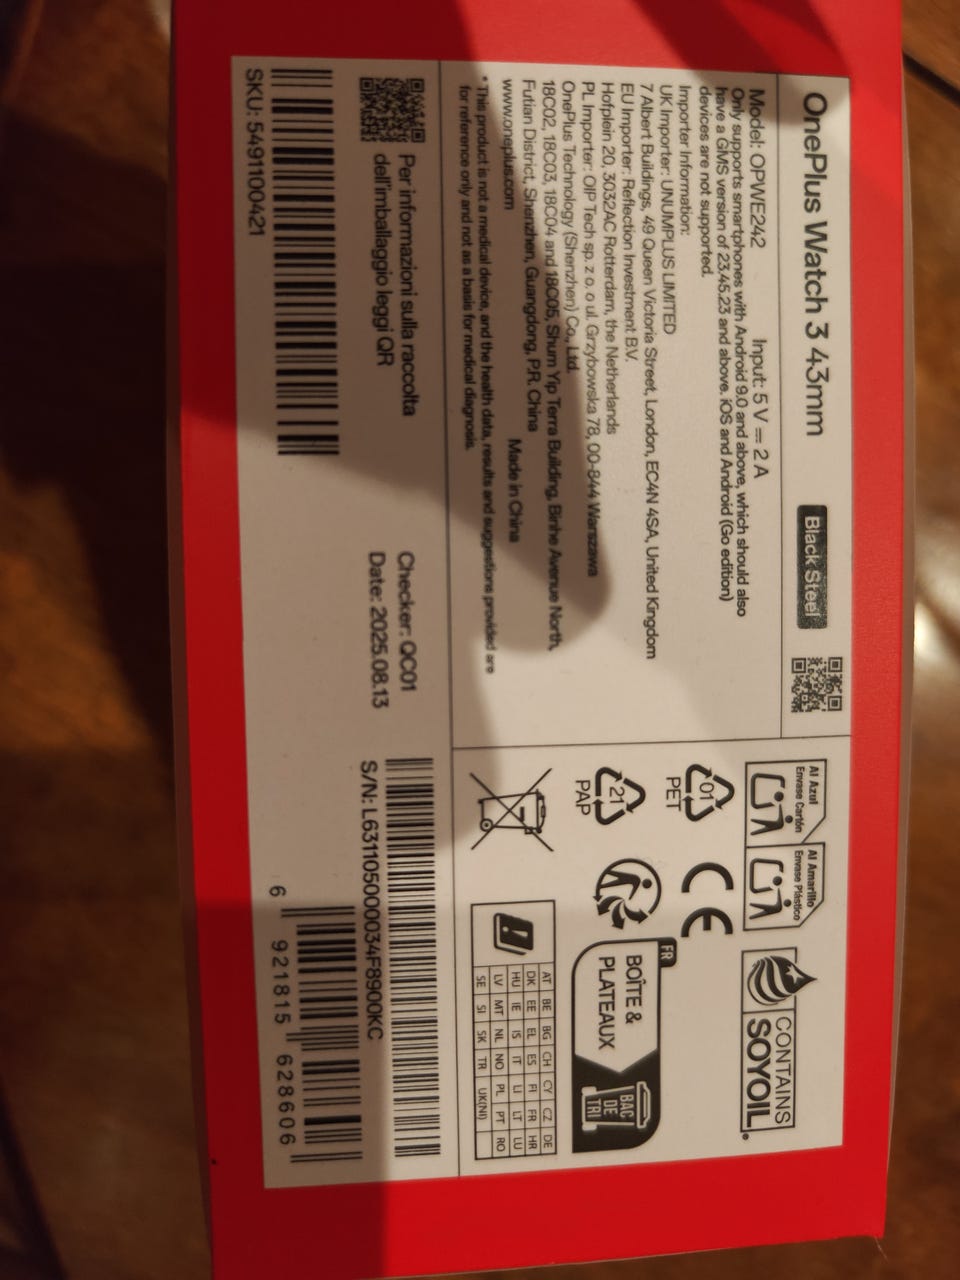 OnePlus Watch 3 43mm
Black Steel
Model: OPWE242 Input: 5 V ⎓ 2 A
Only supports smartphones with Android 9.0 and above, which should also
have a GMS version of 23.45.23 and above. iOS and Android (Go edition)
devices are not supported.
Importer Information:
UK Importer: UNUMPLUS LIMITED
7 Albert Buildings, 49 Queen Victoria Street, London, EC4N 4SA, United Kingdom
EU Importer: Reflection Investment B.V.
Hofplein 20, 3032AC Rotterdam, the Netherlands
PL Importer: OIP Tech sp. z o. o ul. Grzybowska 78, 00-844 Warszawa
OnePlus Technology (Shenzhen) Co., Ltd.
18C02, 18C03, 18C04 and 18C05, Shum Yip Terra Building, Binhe Avenue North,
Futian District, Shenzhen, Guangdong, P.R. China
www.oneplus.com Made in China
* This product is not a medical device, and the health data, results and suggestions provided are
for reference only and not as a basis for medical diagnosis.
Al Azul
Envase Cartón
Al Amarillo
Envase Plástico
CONTAINS
SOYOIL
01
PET
CE
21
PAP
FR
BOÎTE &
PLATEAUX
BAC
DE
TRI
AT BE BG CH CY CZ DE
DK EE EL ES FI FR HR
HU IE IS IT LI LT LU
LV MT NL NO PL PT RO
SE SI SK TR UK(NI)
Per informazioni sulla raccolta
dell'imballaggio leggi QR
Checker: QC01
Date: 2025.08.13
S/N: L6311050000034F8900KC
SKU: 5491100421
6 921815 628606